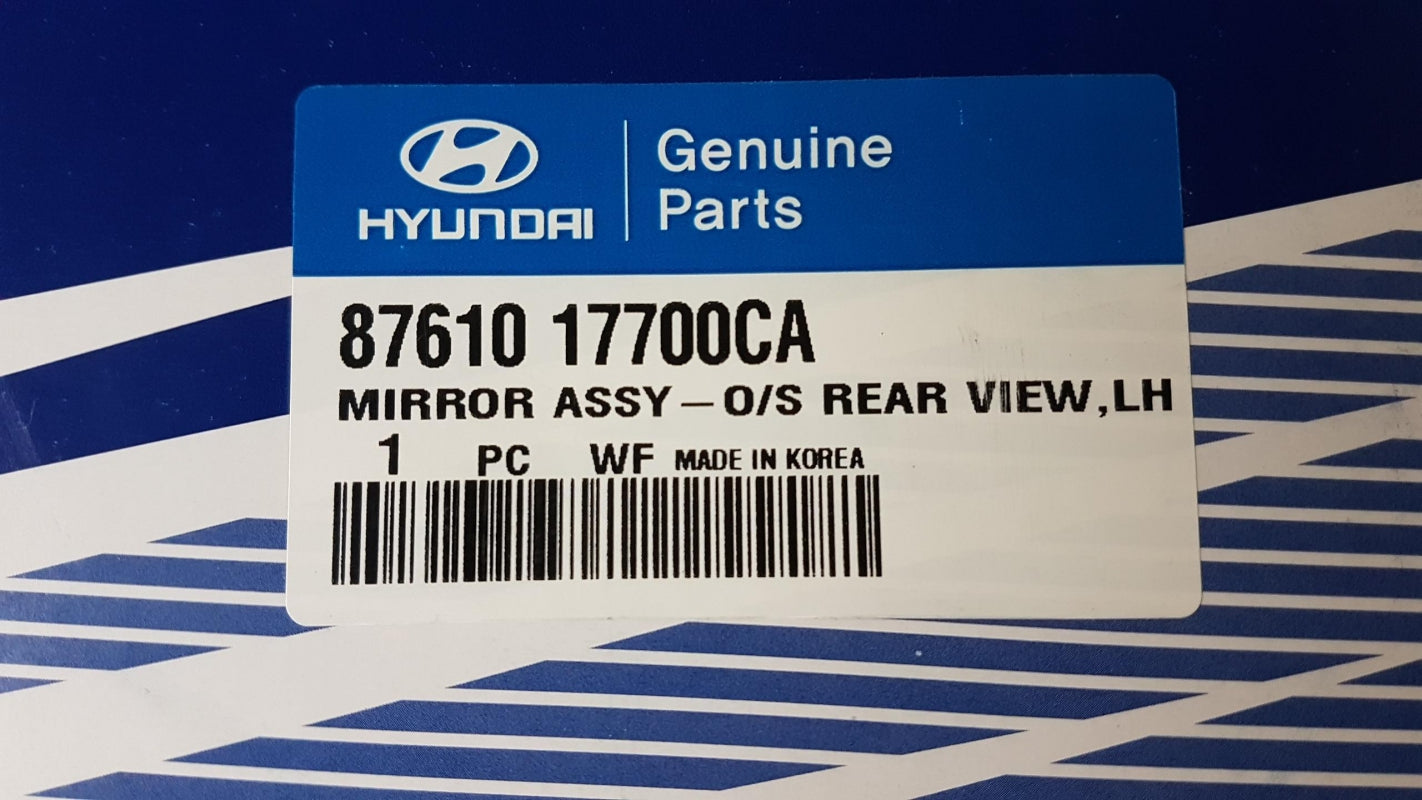 HYUNDAI
Genuine
Parts
87610 17700CA
MIRROR ASSY-O/S REAR VIEW,LH
1 PC WF MADE IN KOREA